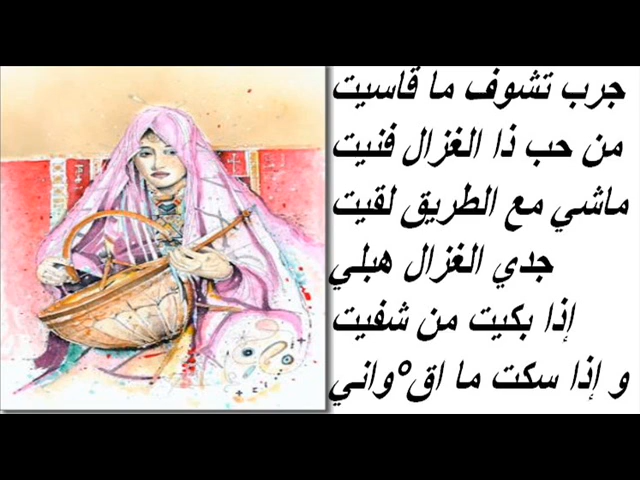 جرب تشوف ما قاسيت
من حب ذا الغزال فنيت
ماشي مع الطريق لقيت
جدي الغزال هبلي
إذا بكيت من شفيت
و إذا سكت ما اق°واني